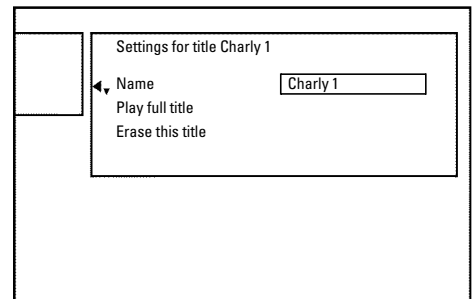 Settings for title Charly 1
Name Charly 1
Play full title
Erase this title